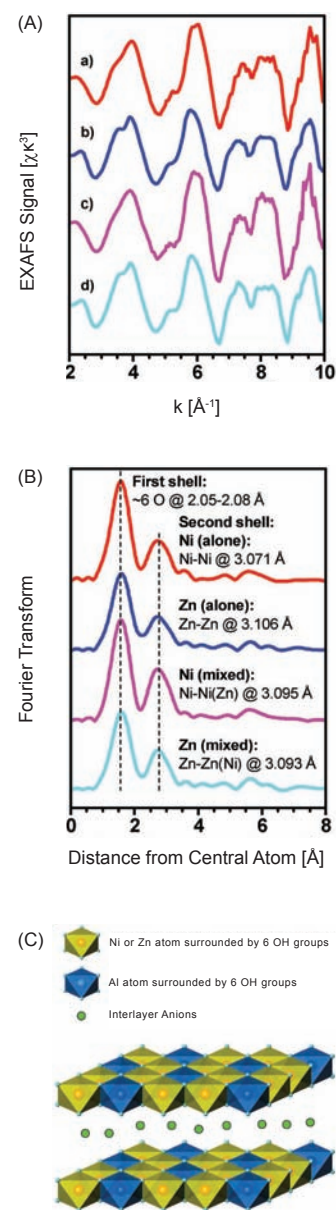 (A)
EXAFS Signal [χκ³]
a)
b)
c)
d)
2 4 6 8 10
k [Å⁻¹]
(B)
Fourier Transform
First shell:
~6 O @ 2.05-2.08 Å
Second shell:
Ni (alone):
Ni-Ni @ 3.071 Å
Zn (alone):
Zn-Zn @ 3.106 Å
Ni (mixed):
Ni-Ni(Zn) @ 3.095 Å
Zn (mixed):
Zn-Zn(Ni) @ 3.093 Å
0 2 4 6 8
Distance from Central Atom [Å]
(C)
Ni or Zn atom surrounded by 6 OH groups
Al atom surrounded by 6 OH groups
Interlayer Anions